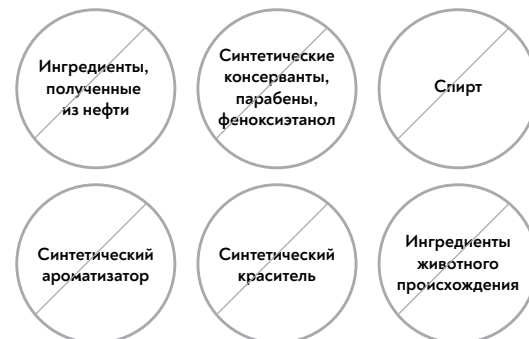 Ингредиенты,
полученные
из нефти
Синтетические
консерванты,
парабены,
феноксиэтанол
Спирт
Синтетический
ароматизатор
Синтетический
краситель
Ингредиенты
животного
происхождения